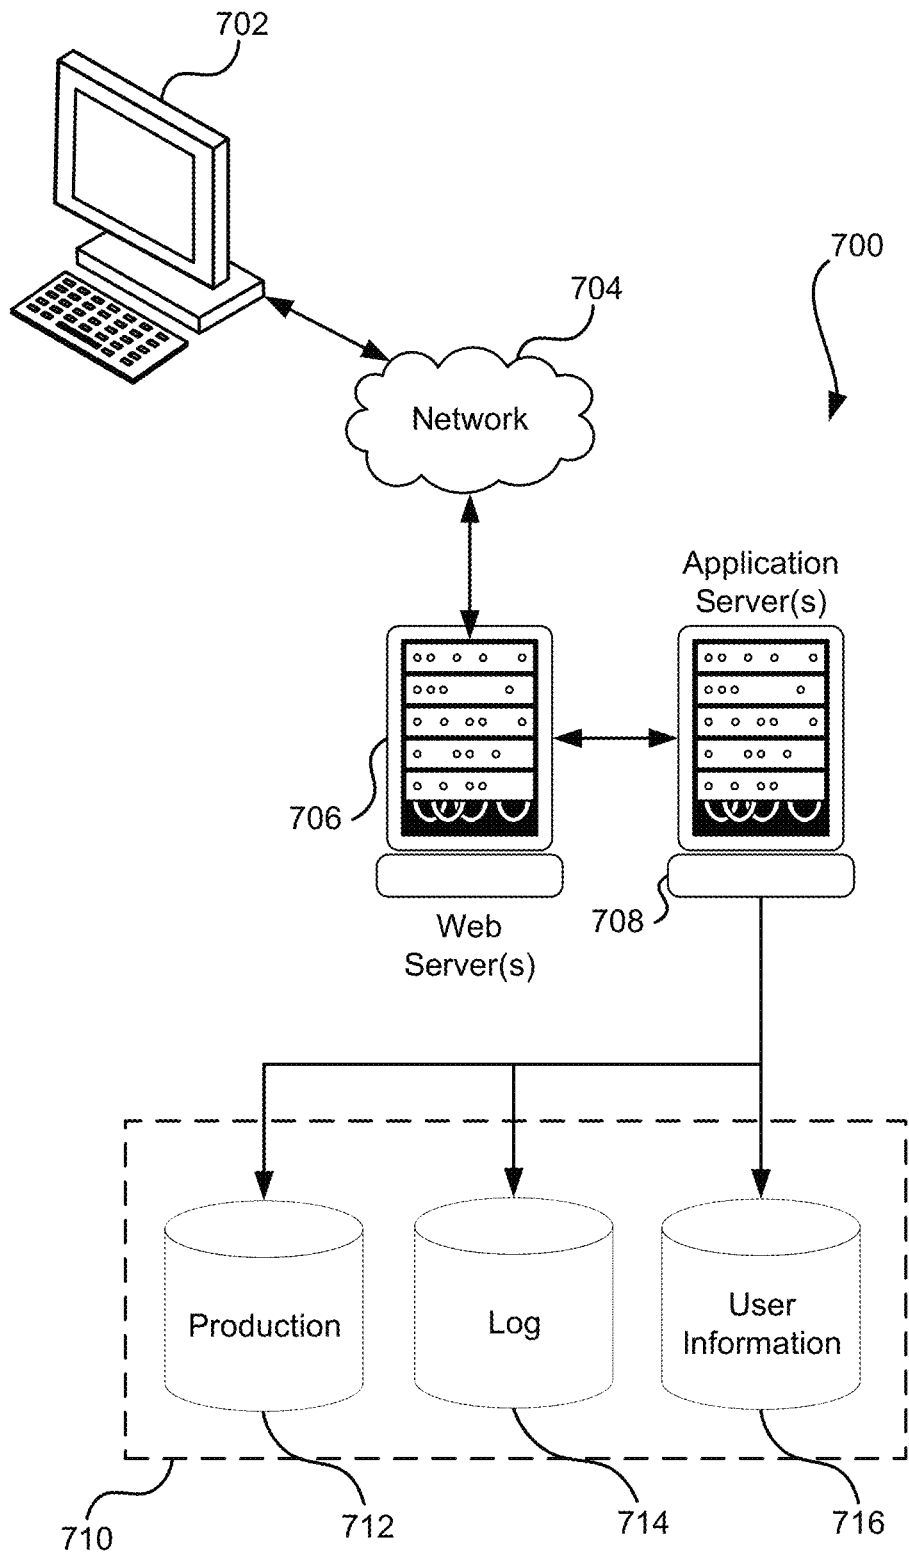 702
700
704
Network
Application
Server(s)
706
708
Web
Server(s)
Production
Log
User
Information
710
712
714
716